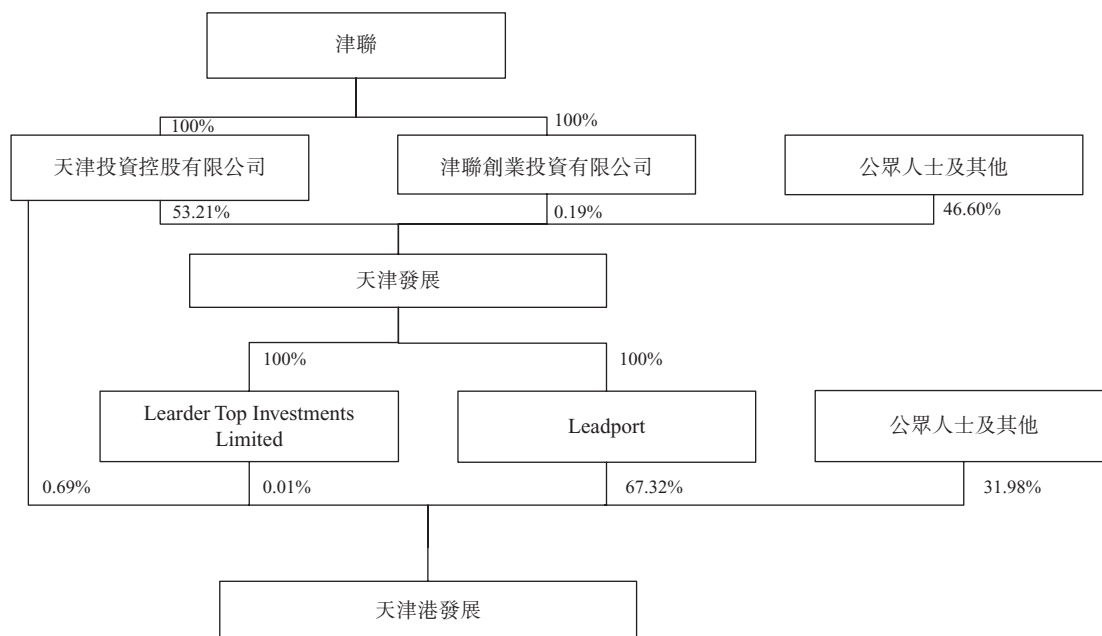 津聯
100%
100%
天津投資控股有限公司
津聯創業投資有限公司
公眾人士及其他
53.21%
0.19%
46.60%
天津發展
100%
100%
Learder Top Investments
Limited
Leadport
公眾人士及其他
0.69%
0.01%
67.32%
31.98%
天津港發展